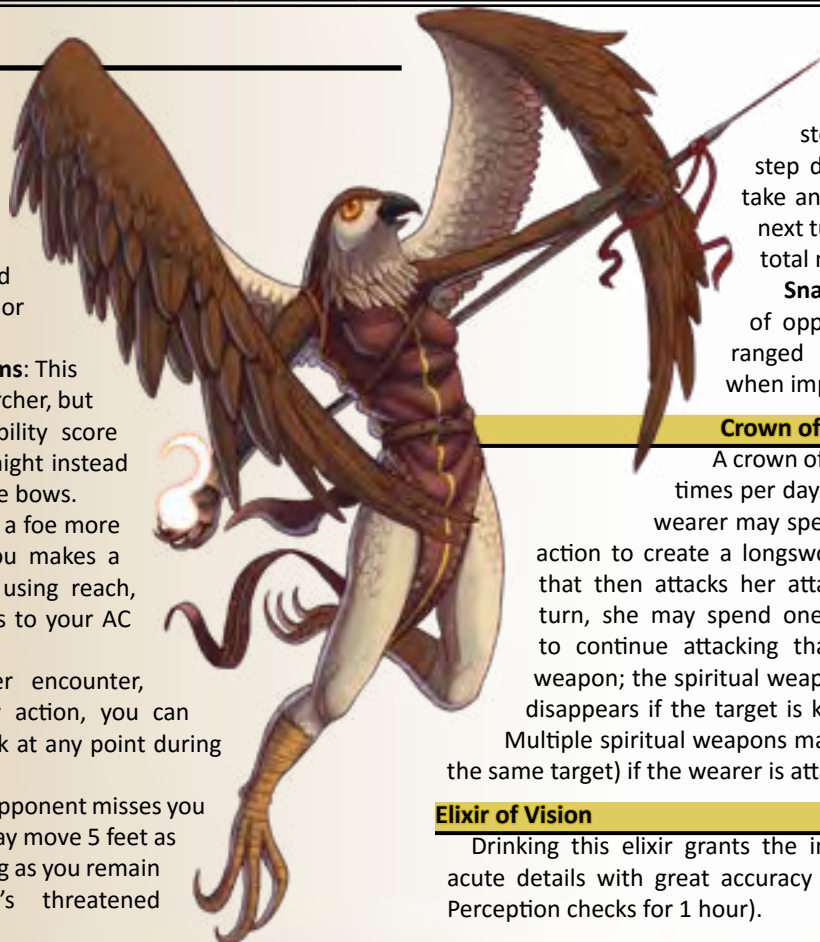 or
ms: This
rcher, but
bility score
night instead
e bows.
a foe more
ou makes a
using reach,
s to your AC
er encounter,
action, you can
k at any point during
pponent misses you
ay move 5 feet as
g as you remain
's threatened
step d
take an
next tu
total r
Sna
of opp
ranged
when imp
Crown of
A crown of
times per day
wearer may spe
action to create a longswo
that then attacks her atta
turn, she may spend one
to continue attacking tha
weapon; the spiritual weap
disappears if the target is k
Multiple spiritual weapons ma
the same target) if the wearer is atta
Elixir of Vision
Drinking this elixir grants the in
acute details with great accuracy
Perception checks for 1 hour).